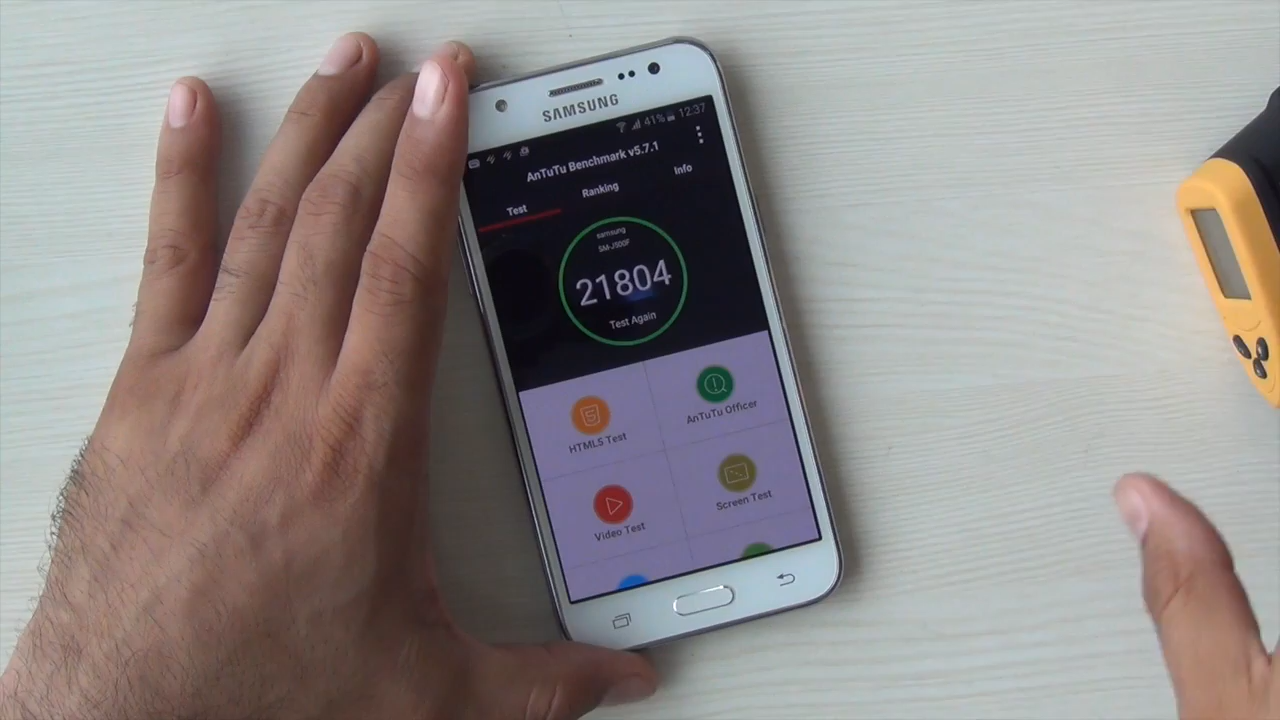 SAMSUNG
41% 12:37
AnTuTu Benchmark v5.7.1
Test Ranking Info
samsung
SM-J500F
21804
Test Again
HTML5 Test
AnTuTu Officer
Video Test
Screen Test